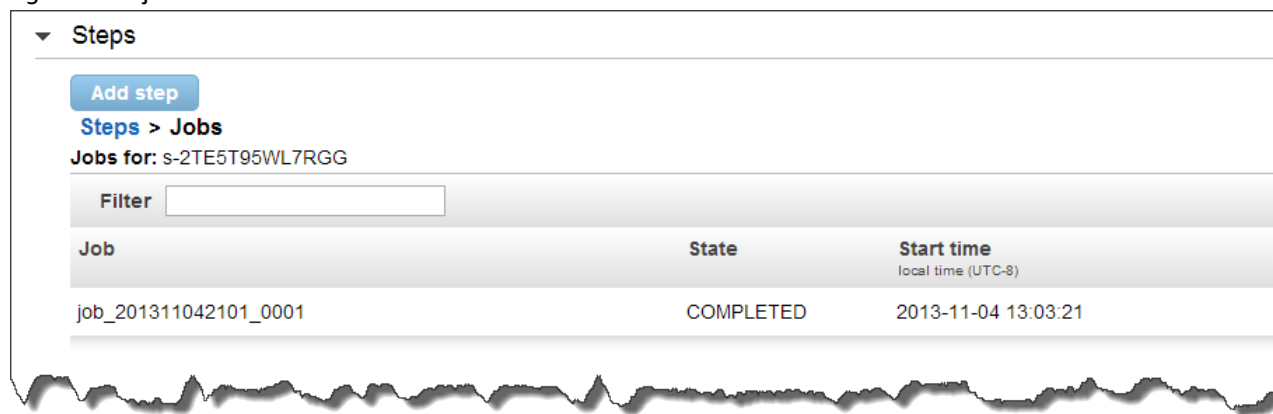 Steps
Add step
Steps > Jobs
Jobs for: s-2TE5T95WL7RGG
Filter
Job State Start time
local time (UTC-8)
job_201311042101_0001 COMPLETED 2013-11-04 13:03:21